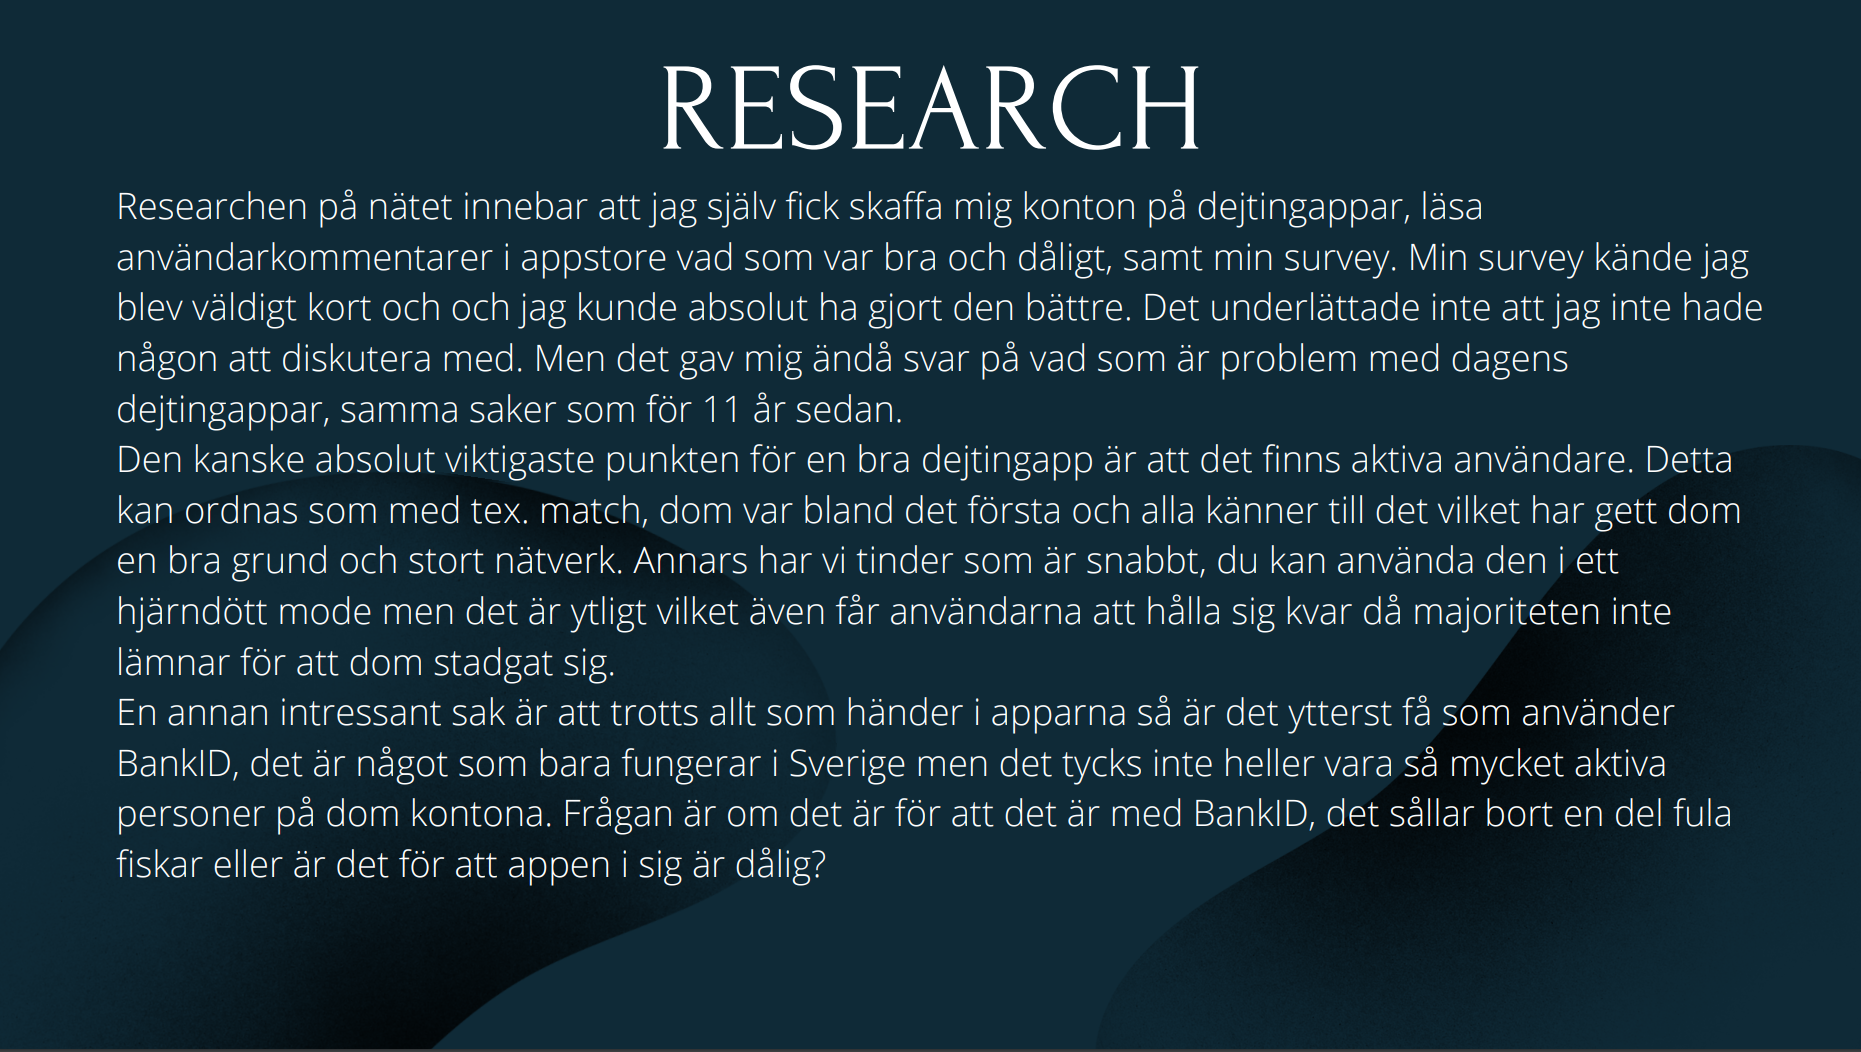 RESEARCH
Researchen på nätet innebar att jag själv fick skaffa mig konton på dejtingappar, läsa
användarkommentarer i appstore vad som var bra och dåligt, samt min survey. Min survey kände jag
blev väldigt kort och och jag kunde absolut ha gjort den bättre. Det underlättade inte att jag inte hade
någon att diskutera med. Men det gav mig ändå svar på vad som är problem med dagens
dejtingappar, samma saker som för 11 år sedan.
Den kanske absolut viktigaste punkten för en bra dejtingapp är att det finns aktiva användare. Detta
kan ordnas som med tex. match, dom var bland det första och alla känner till det vilket har gett dom
en bra grund och stort nätverk. Annars har vi tinder som är snabbt, du kan använda den i ett
hjärndött mode men det är ytligt vilket även får användarna att hålla sig kvar då majoriteten inte
lämnar för att dom stadgat sig.
En annan intressant sak är att trotts allt som händer i apparna så är det ytterst få som använder
BankID, det är något som bara fungerar i Sverige men det tycks inte heller vara så mycket aktiva
personer på dom kontona. Frågan är om det är för att det är med BankID, det sållar bort en del fula
fiskar eller är det för att appen i sig är dålig?